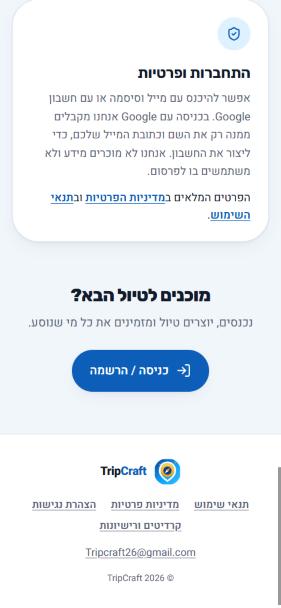 התחברות ופרטיות
אפשר להיכנס עם מייל וסיסמה או עם חשבון
Google. בכניסה עם Google אנחנו מקבלים
ממנה רק את השם וכתובת המייל שלכם, כדי
ליצור את החשבון. אנחנו לא מוכרים מידע ולא
משתמשים בו לפרסום.
הפרטים המלאים במדיניות הפרטיות ובתנאי
השימוש.
מוכנים לטיול הבא?
נכנסים, יוצרים טיול ומזמינים את כל מי שנוסע.
כניסה / הרשמה
TripCraft
תנאי שימוש מדיניות פרטיות הצהרת נגישות
קרדיטים ורישיונות
Tripcraft26@gmail.com
TripCraft 2026 ©